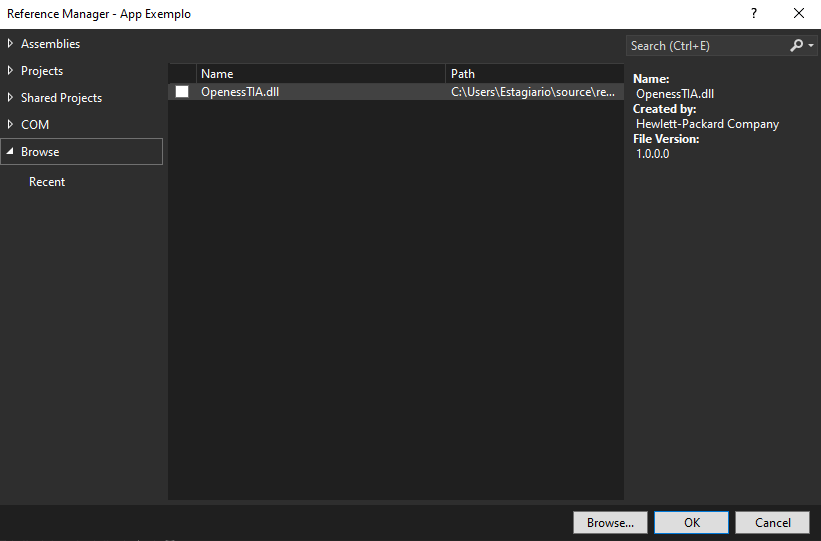 Reference Manager - App Exemplo
?
Assemblies
Projects
Shared Projects
COM
Browse
Recent
Name Path
OpenessTIA.dll C:\Users\Estagiario\source\re...
Search (Ctrl+E)
Name:
OpenessTIA.dll
Created by:
Hewlett-Packard Company
File Version:
1.0.0.0
Browse... OK Cancel